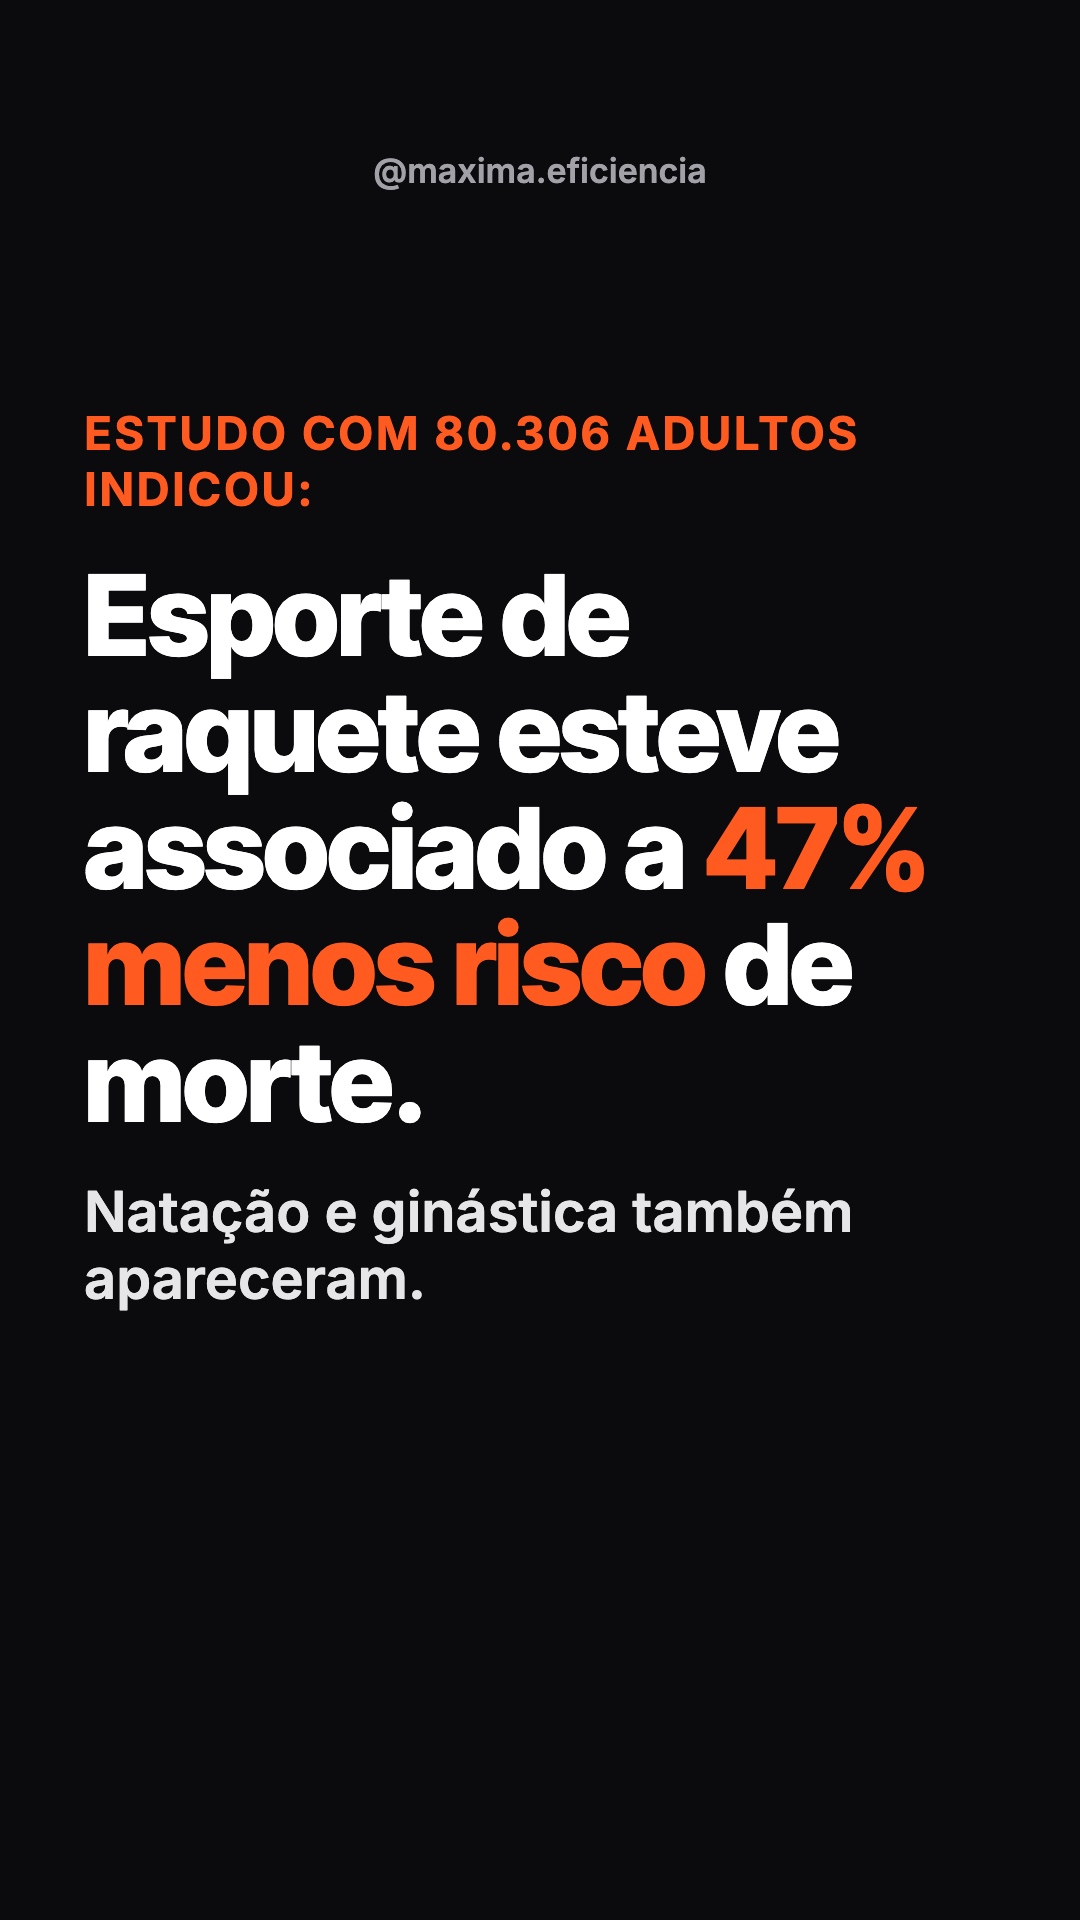 @maxima.eficiencia
ESTUDO COM 80.306 ADULTOS
INDICOU:
Esporte de
raquete esteve
associado a 47%
menos risco de
morte.
Natação e ginástica também
apareceram.